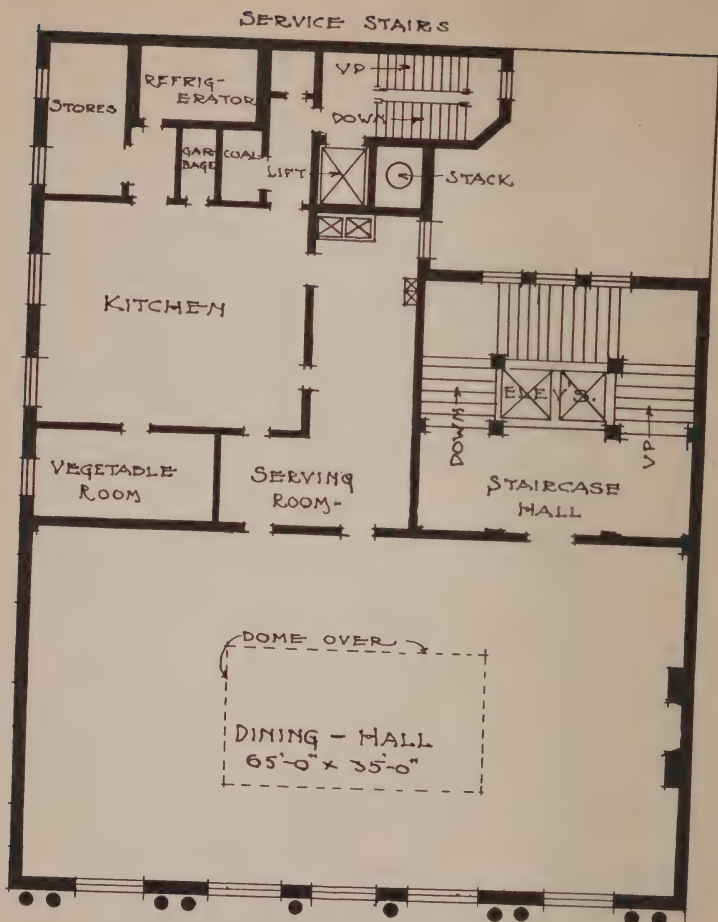 SERVICE STAIRS
UP
REFRIG-
ERATOR
STORES
DOWN
GAR-
BAGE
COAL
LIFT
STACK
KITCHEN
ELEV'S.
DOWN
UP
VEGETABLE
ROOM
SERVING
ROOM-
STAIRCASE
HALL
DOME OVER
DINING - HALL
65'-0" x 35'-0"